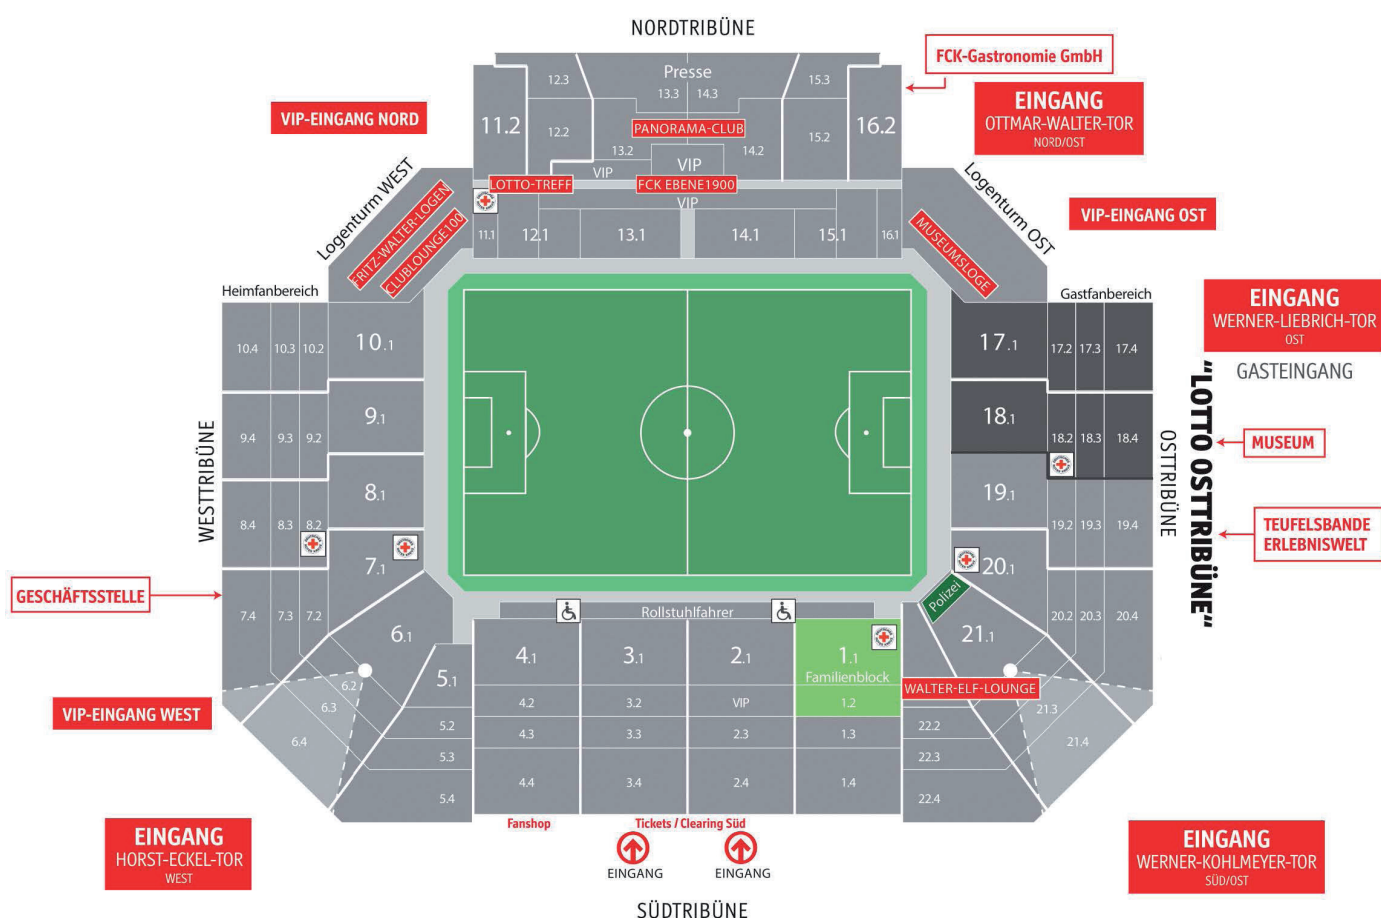 NORDTRIBÜNE
FCK-Gastronomie GmbH
EINGANG
OTTMAR-WALTER-TOR
NORD/OST
VIP-EINGANG NORD
VIP-EINGANG OST
Logenturm WEST
Logenturm OST
Presse
12.3
13.3
14.3
15.3
11.2
12.2
13.2
14.2
15.2
16.2
PANORAMA-CLUB
VIP
VIP
LOTTO-TREFF
FCK EBENE1900
VIP
11.1
12.1
13.1
14.1
15.1
16.1
FRITZ-WALTER-LOGEN
CLUBLOUNGE100
MUSEUMSLOGE
Heimfanbereich
Gastfanbereich
EINGANG
WERNER-LIEBRICH-TOR
OST
GASTEINGANG
10.4
10.3
10.2
10.1
17.1
17.2
17.3
17.4
9.4
9.3
9.2
9.1
18.1
18.2
18.3
18.4
8.4
8.3
8.2
8.1
19.1
19.2
19.3
19.4
7.4
7.3
7.2
7.1
20.1
20.2
20.3
20.4
WESTTRIBÜNE
OSTTRIBÜNE
"LOTTO OSTTRIBÜNE"
MUSEUM
TEUFELSBANDE
ERLEBNISWELT
GESCHÄFTSSTELLE
Polizei
Rollstuhlfahrer
6.1
6.2
6.3
6.4
5.1
5.2
5.3
5.4
4.1
4.2
4.3
4.4
3.1
3.2
3.3
3.4
2.1
VIP
2.3
2.4
1.1
Familienblock
1.2
1.3
1.4
21.1
WALTER-ELF-LOUNGE
21.3
21.4
22.2
22.3
22.4
VIP-EINGANG WEST
EINGANG
HORST-ECKEL-TOR
WEST
Fanshop
Tickets / Clearing Süd
EINGANG
EINGANG
EINGANG
WERNER-KOHLMEYER-TOR
SÜD/OST
SÜDTRIBÜNE